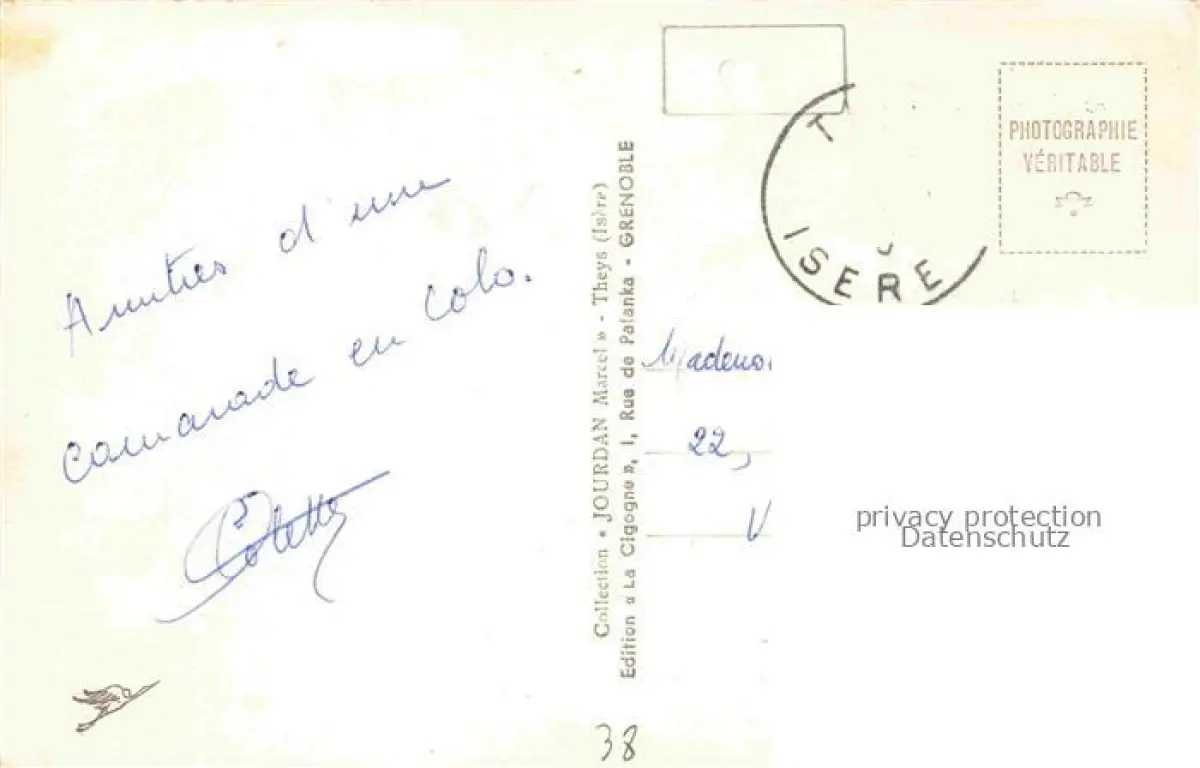 Amitiés d'une
camarade en Colo.
Colette
Collection « JOURDAN Marcel » - Theys (Isère)
Edition « La Cigogne », 1, Rue de Palanka - GRENOBLE
T
ISERE
PHOTOGRAPHIE
VÉRITABLE
Mademoi
22,
V
privacy protection
Datenschutz
38